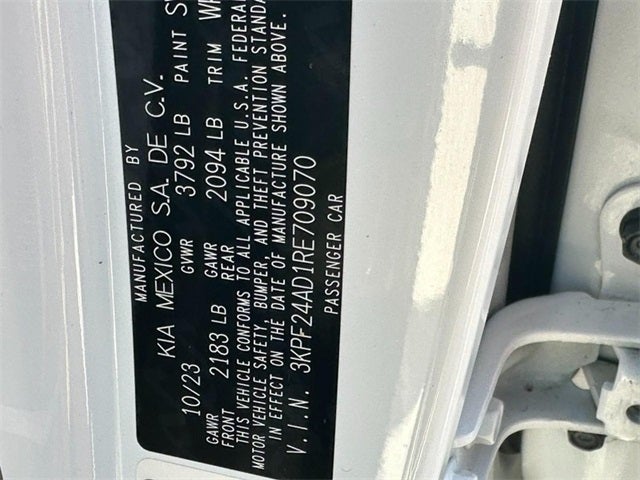 MANUFACTURED BY
KIA MEXICO S.A. DE C.V.
10/23 GVWR 3792 LB PAINT
GAWR FRONT 2183 LB GAWR REAR 2094 LB TRIM
THIS VEHICLE CONFORMS TO ALL APPLICABLE U.S.A. FEDERAL
MOTOR VEHICLE SAFETY, BUMPER, AND THEFT PREVENTION
IN EFFECT ON THE DATE OF MANUFACTURE SHOWN ABOVE.
V.I.N. 3KPF24AD1RE709070
PASSENGER CAR